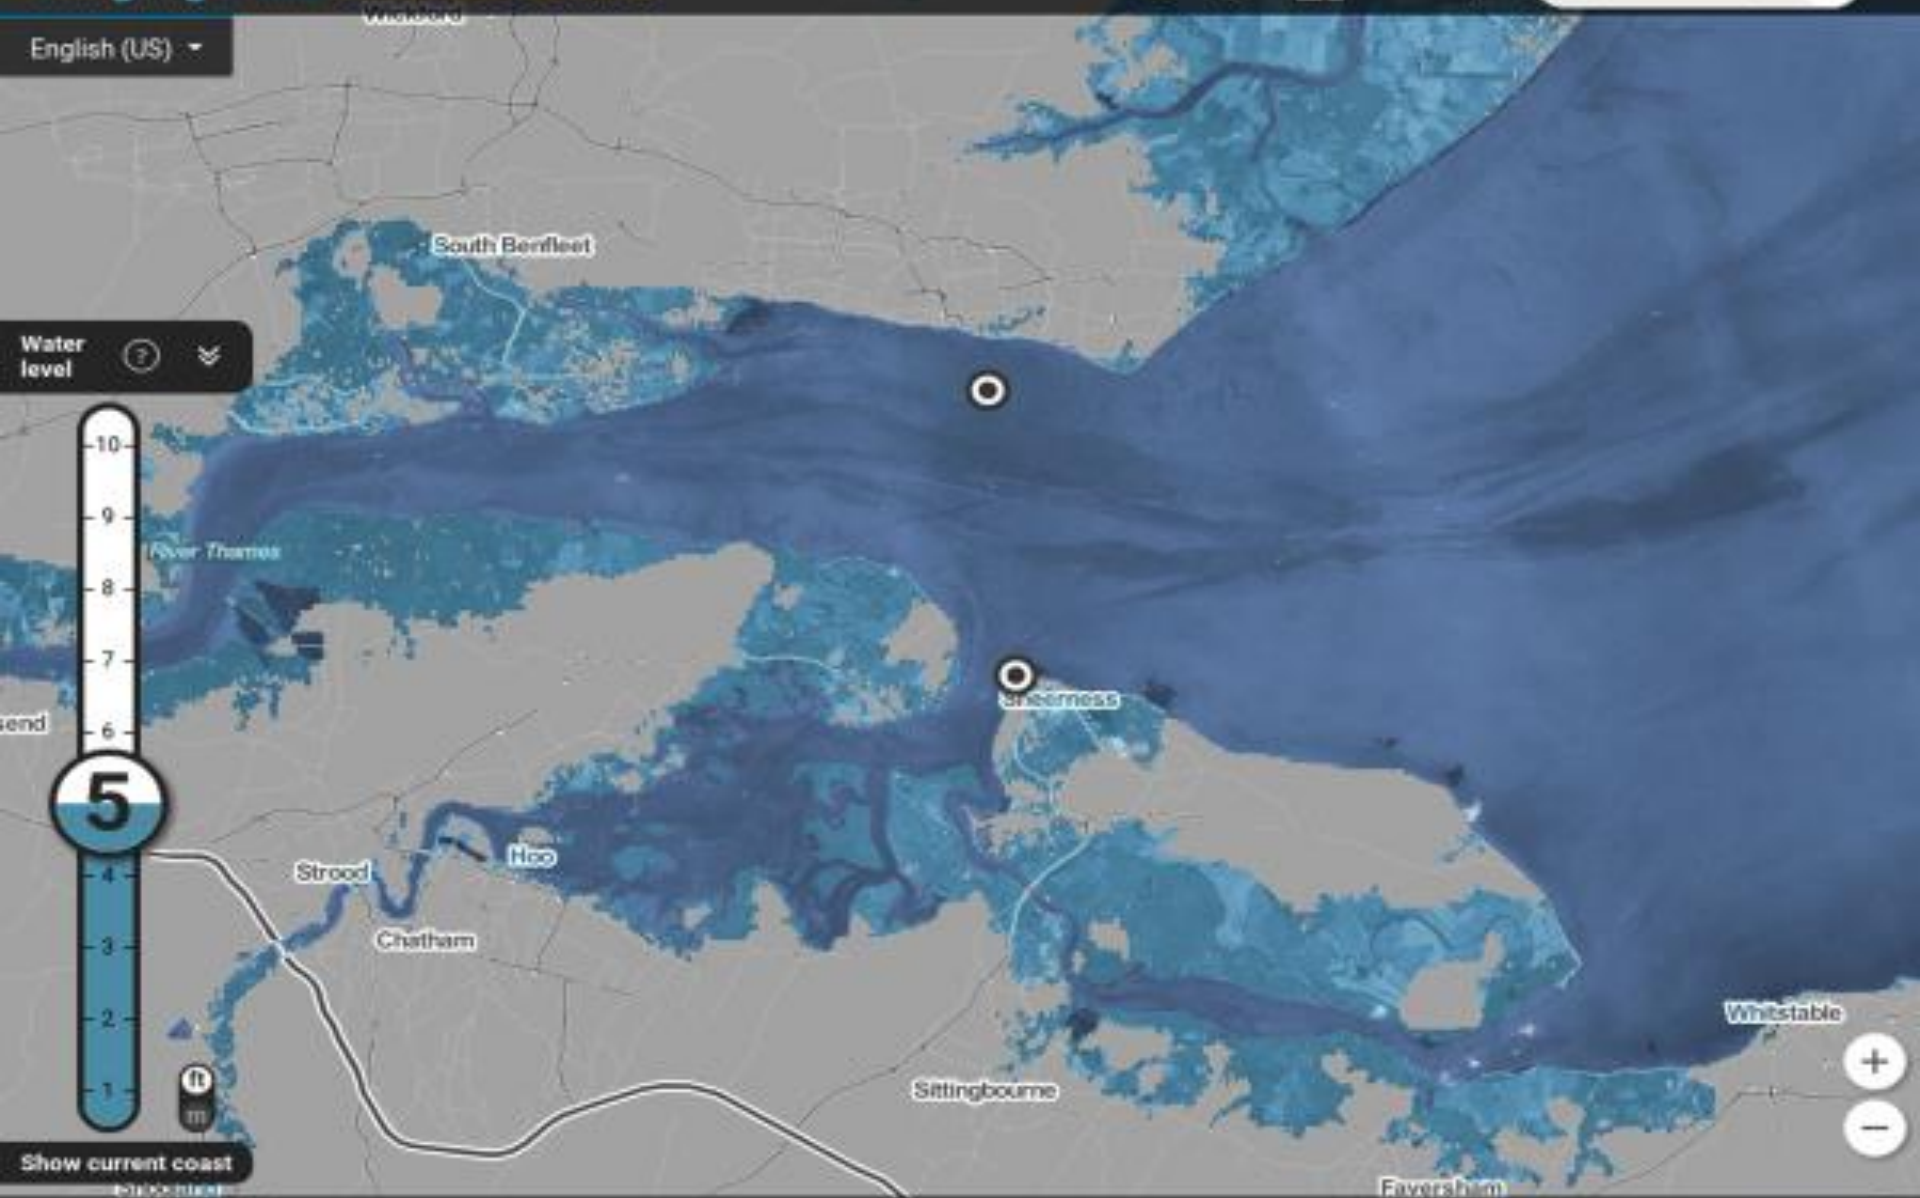 Wickford
English (US)
South Benfleet
Water
level
?
10
9
River Thames
8
7
Sheerness
send
6
5
Hoo
Strood
4
Chatham
3
2
Whitstable
ft
m
1
Sittingbourne
+
−
Show current coast
Faversham